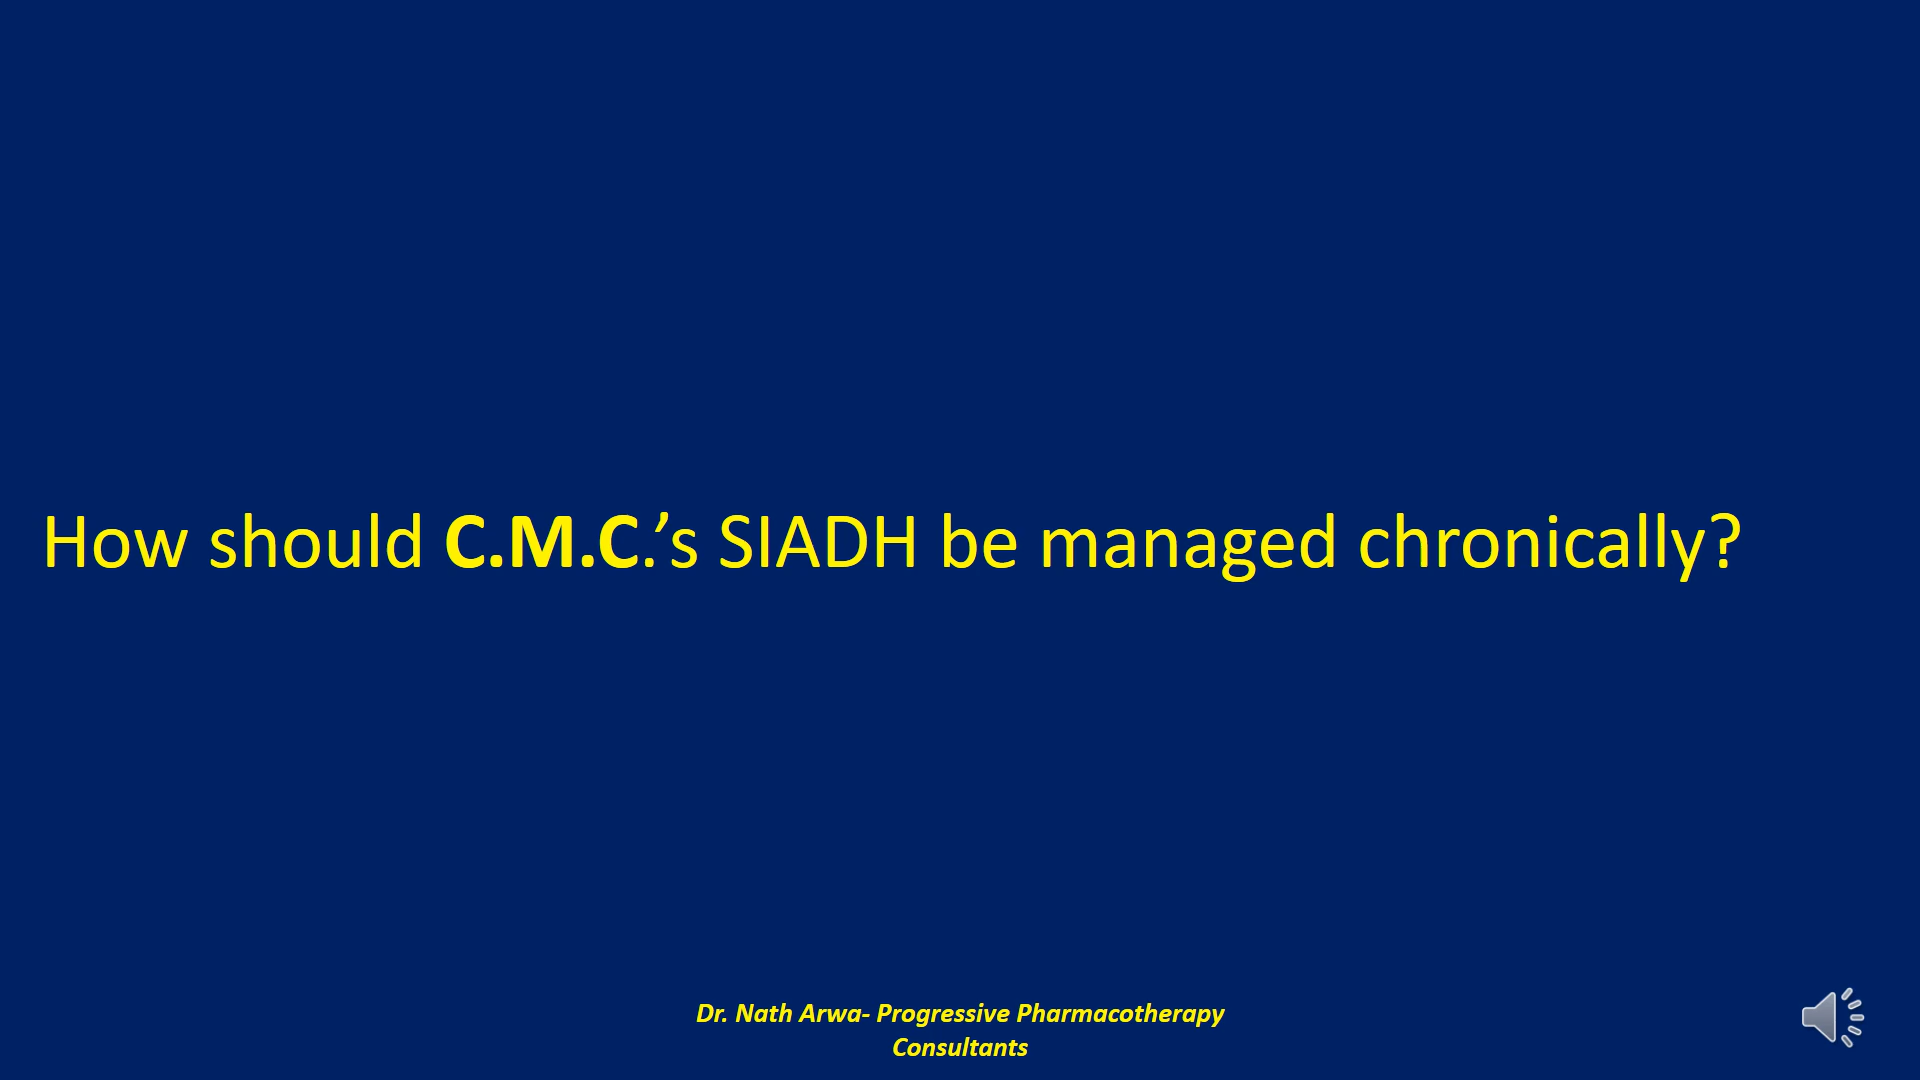 How should C.M.C.’s SIADH be managed chronically?
Dr. Nath Arwa- Progressive Pharmacotherapy
Consultants